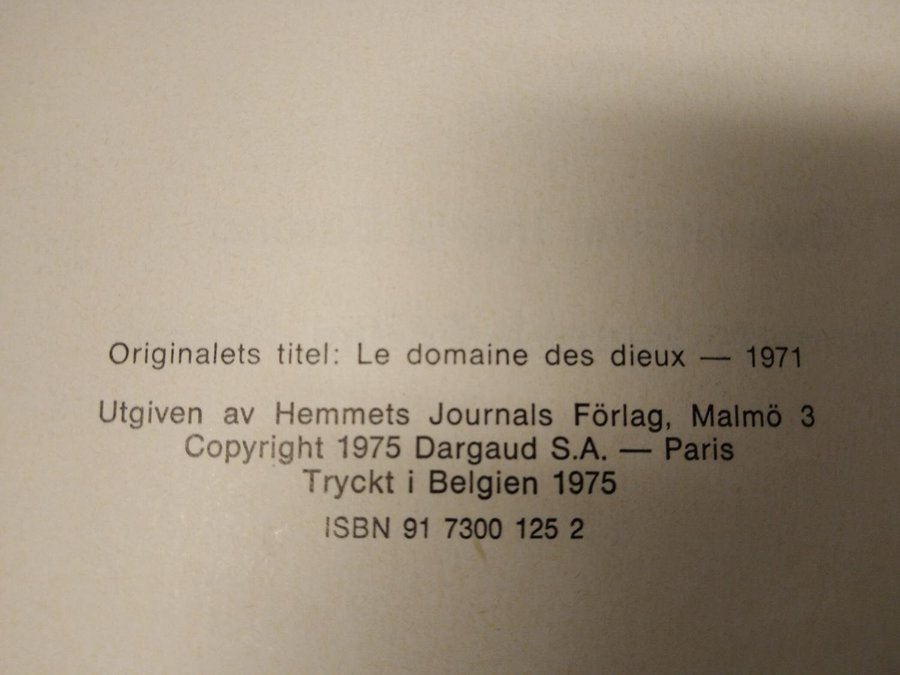 Originalets titel: Le domaine des dieux — 1971
Utgiven av Hemmets Journals Förlag, Malmö 3
Copyright 1975 Dargaud S.A. — Paris
Tryckt i Belgien 1975
ISBN 91 7300 125 2